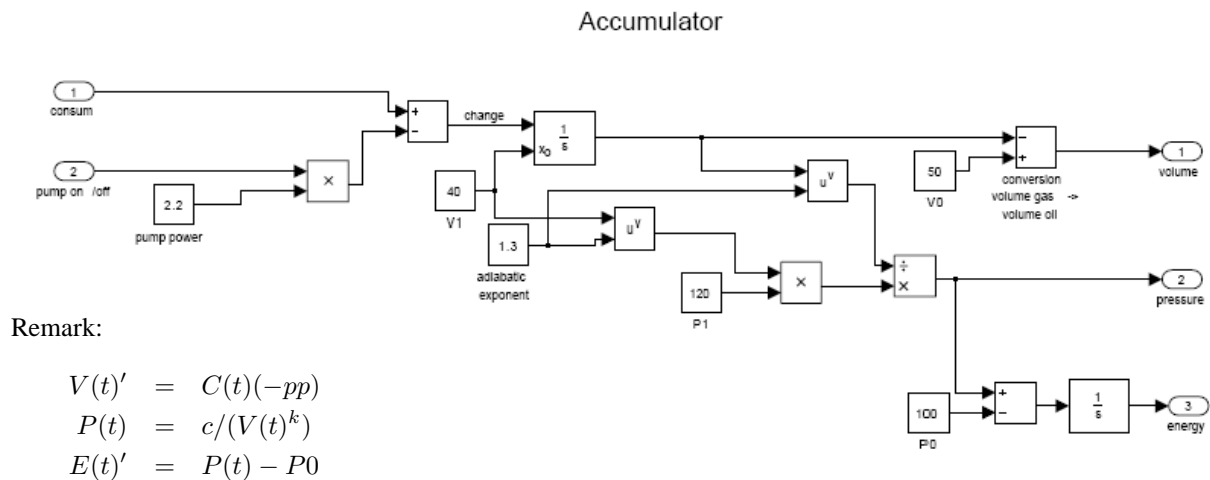 Accumulator
1
consum
+
−
change
1
s
x₀
2
pump on /off
×
2.2
pump power
40
V1
1.3
adiabatic
exponent
u^v
u^v
−
+
50
V0
conversion
volume gas ->
volume oil
1
volume
120
P1
×
÷
×
2
pressure
100
P0
+
−
1
s
3
energy
Remark:
V(t)′ = C(t)(−pp)
P(t) = c/(V(t)^k)
E(t)′ = P(t) − P0